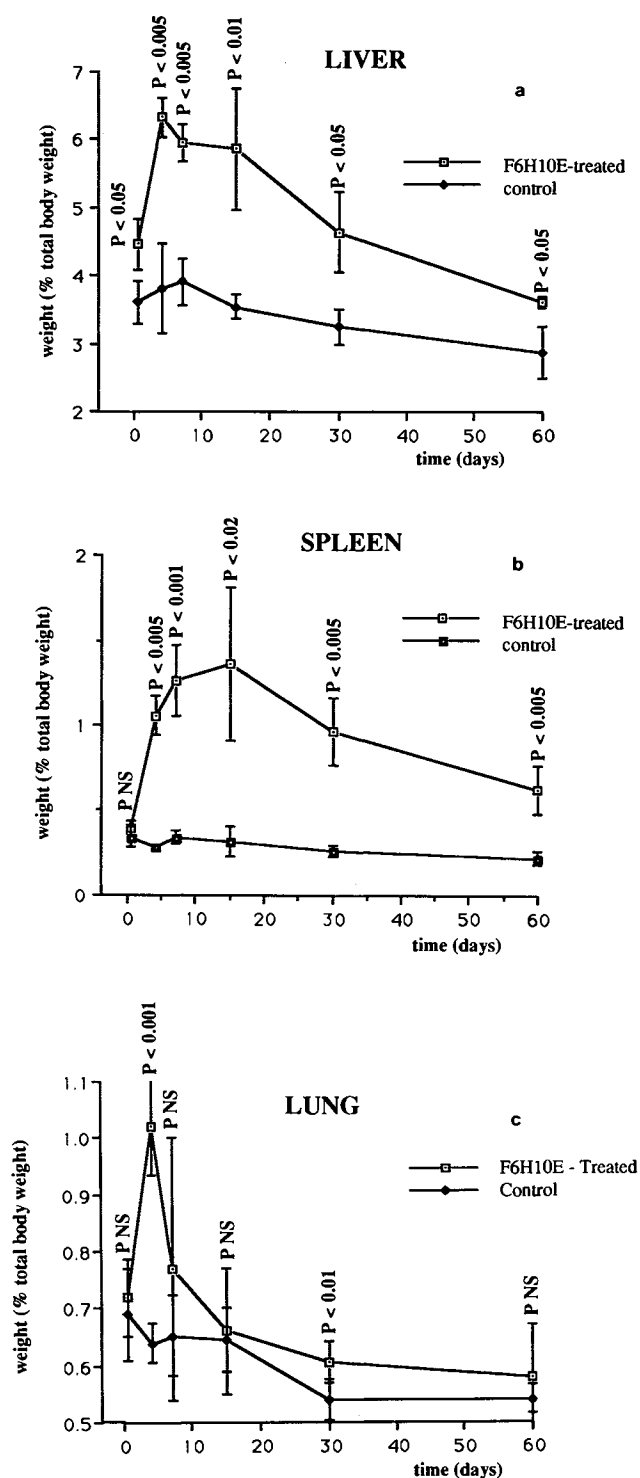 LIVER
a
P < 0.05
P < 0.005
P < 0.005
P < 0.01
P < 0.05
P < 0.05
F6H10E-treated
control
weight (% total body weight)
7
6
5
4
3
2
0 10 20 30 40 50 60
time (days)
SPLEEN
b
P NS
P < 0.005
P < 0.001
P < 0.02
P < 0.005
P < 0.005
F6H10E-treated
control
weight (% total body weight)
2
1
0
0 10 20 30 40 50 60
time (days)
LUNG
c
P NS
P < 0.001
P NS
P NS
P < 0.01
P NS
F6H10E - Treated
Control
weight (% total body weight)
1.1
1.0
0.9
0.8
0.7
0.6
0.5
0 10 20 30 40 50 60
time (days)